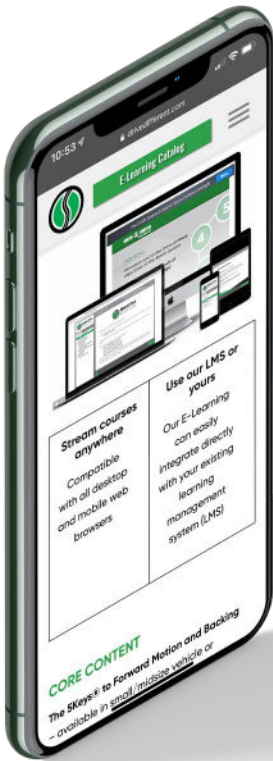 10:53
drivedifferent.com
E-Learning Catalog
Stream courses
anywhere
Compatible
with all desktop
and mobile web
browsers
Use our LMS or
yours
Our E-Learning
can easily
integrate directly
with your existing
learning
management
system (LMS)
CORE CONTENT
The 5Keys® to Forward Motion and Backing
– available in small/midsize vehicle or